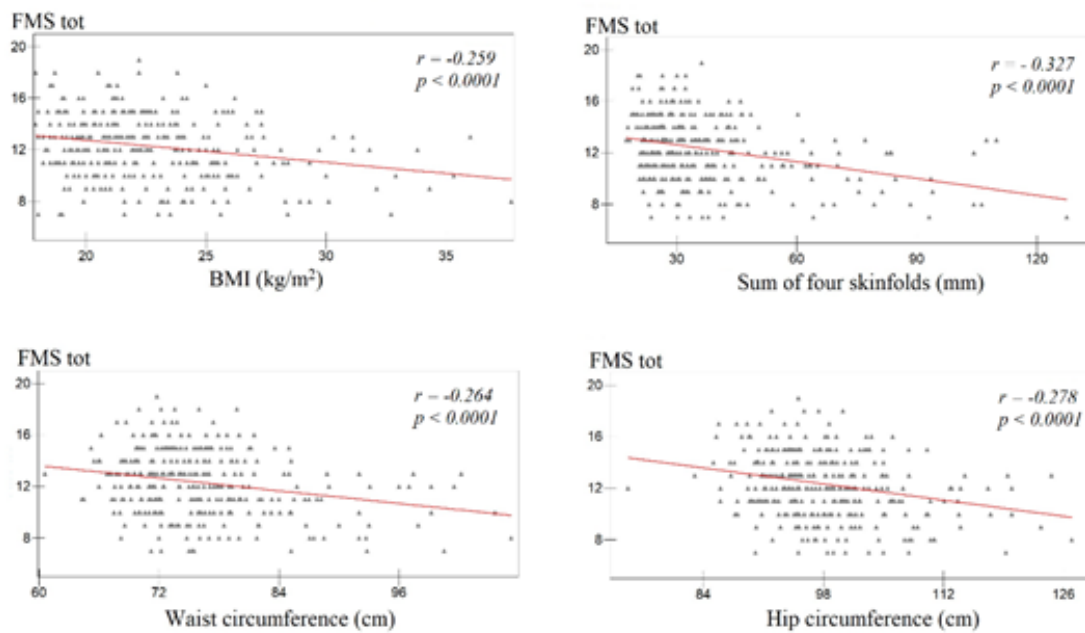 FMS tot
20
16
12
8
r = -0.259
p < 0.0001
20 25 30 35
BMI (kg/m²)
FMS tot
20
16
12
8
r = - 0.327
p < 0.0001
30 60 90 120
Sum of four skinfolds (mm)
FMS tot
20
16
12
8
r = -0.264
p < 0.0001
60 72 84 96
Waist circumference (cm)
FMS tot
20
16
12
8
r = -0.278
p < 0.0001
84 98 112 126
Hip circumference (cm)